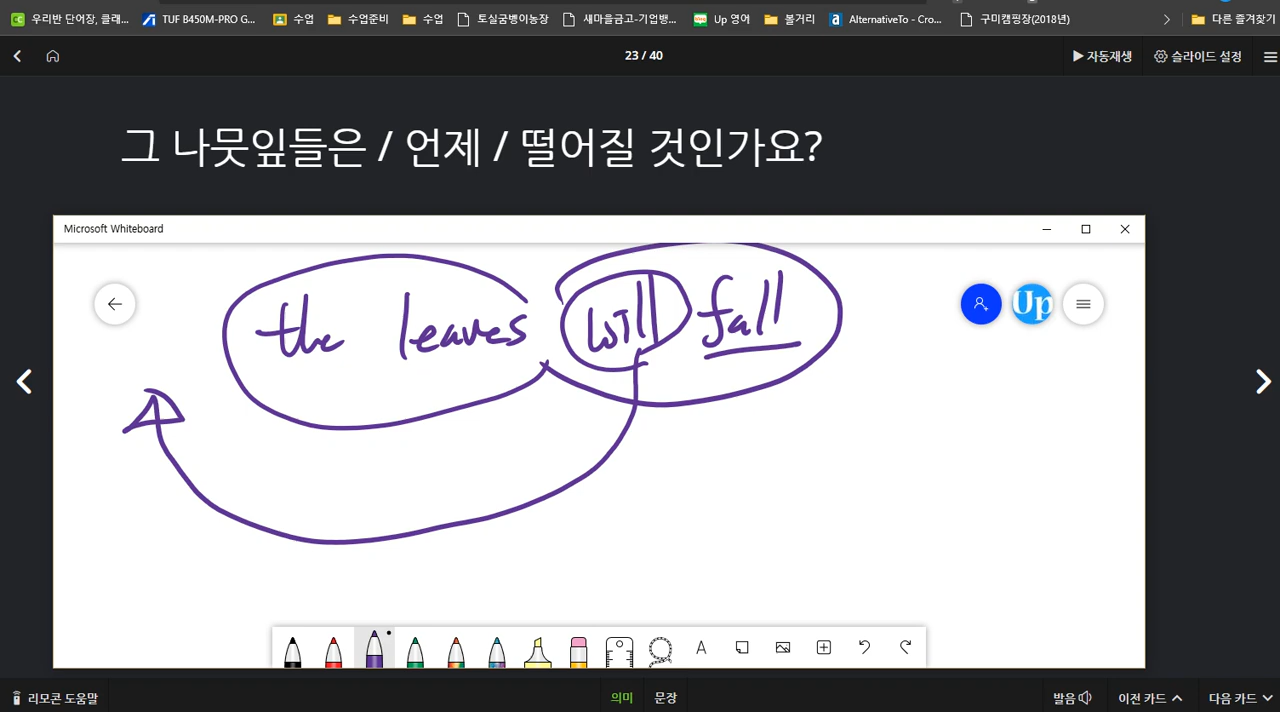 우리반 단어장, 클래... TUF B450M-PRO G... 수업 수업준비 수업 토실금벵이농장 새마을금고-기업뱅... Up 영어 볼거리 AlternativeTo - Cro... 구미캠핑장(2018년) 다른 즐겨찾기
23 / 40 자동재생 슬라이드 설정
그 나뭇잎들은 / 언제 / 떨어질 것인가요?
Microsoft Whiteboard
the leaves will fall
Up
A
리모콘 도움말 의미 문장 발음 이전 카드 다음 카드